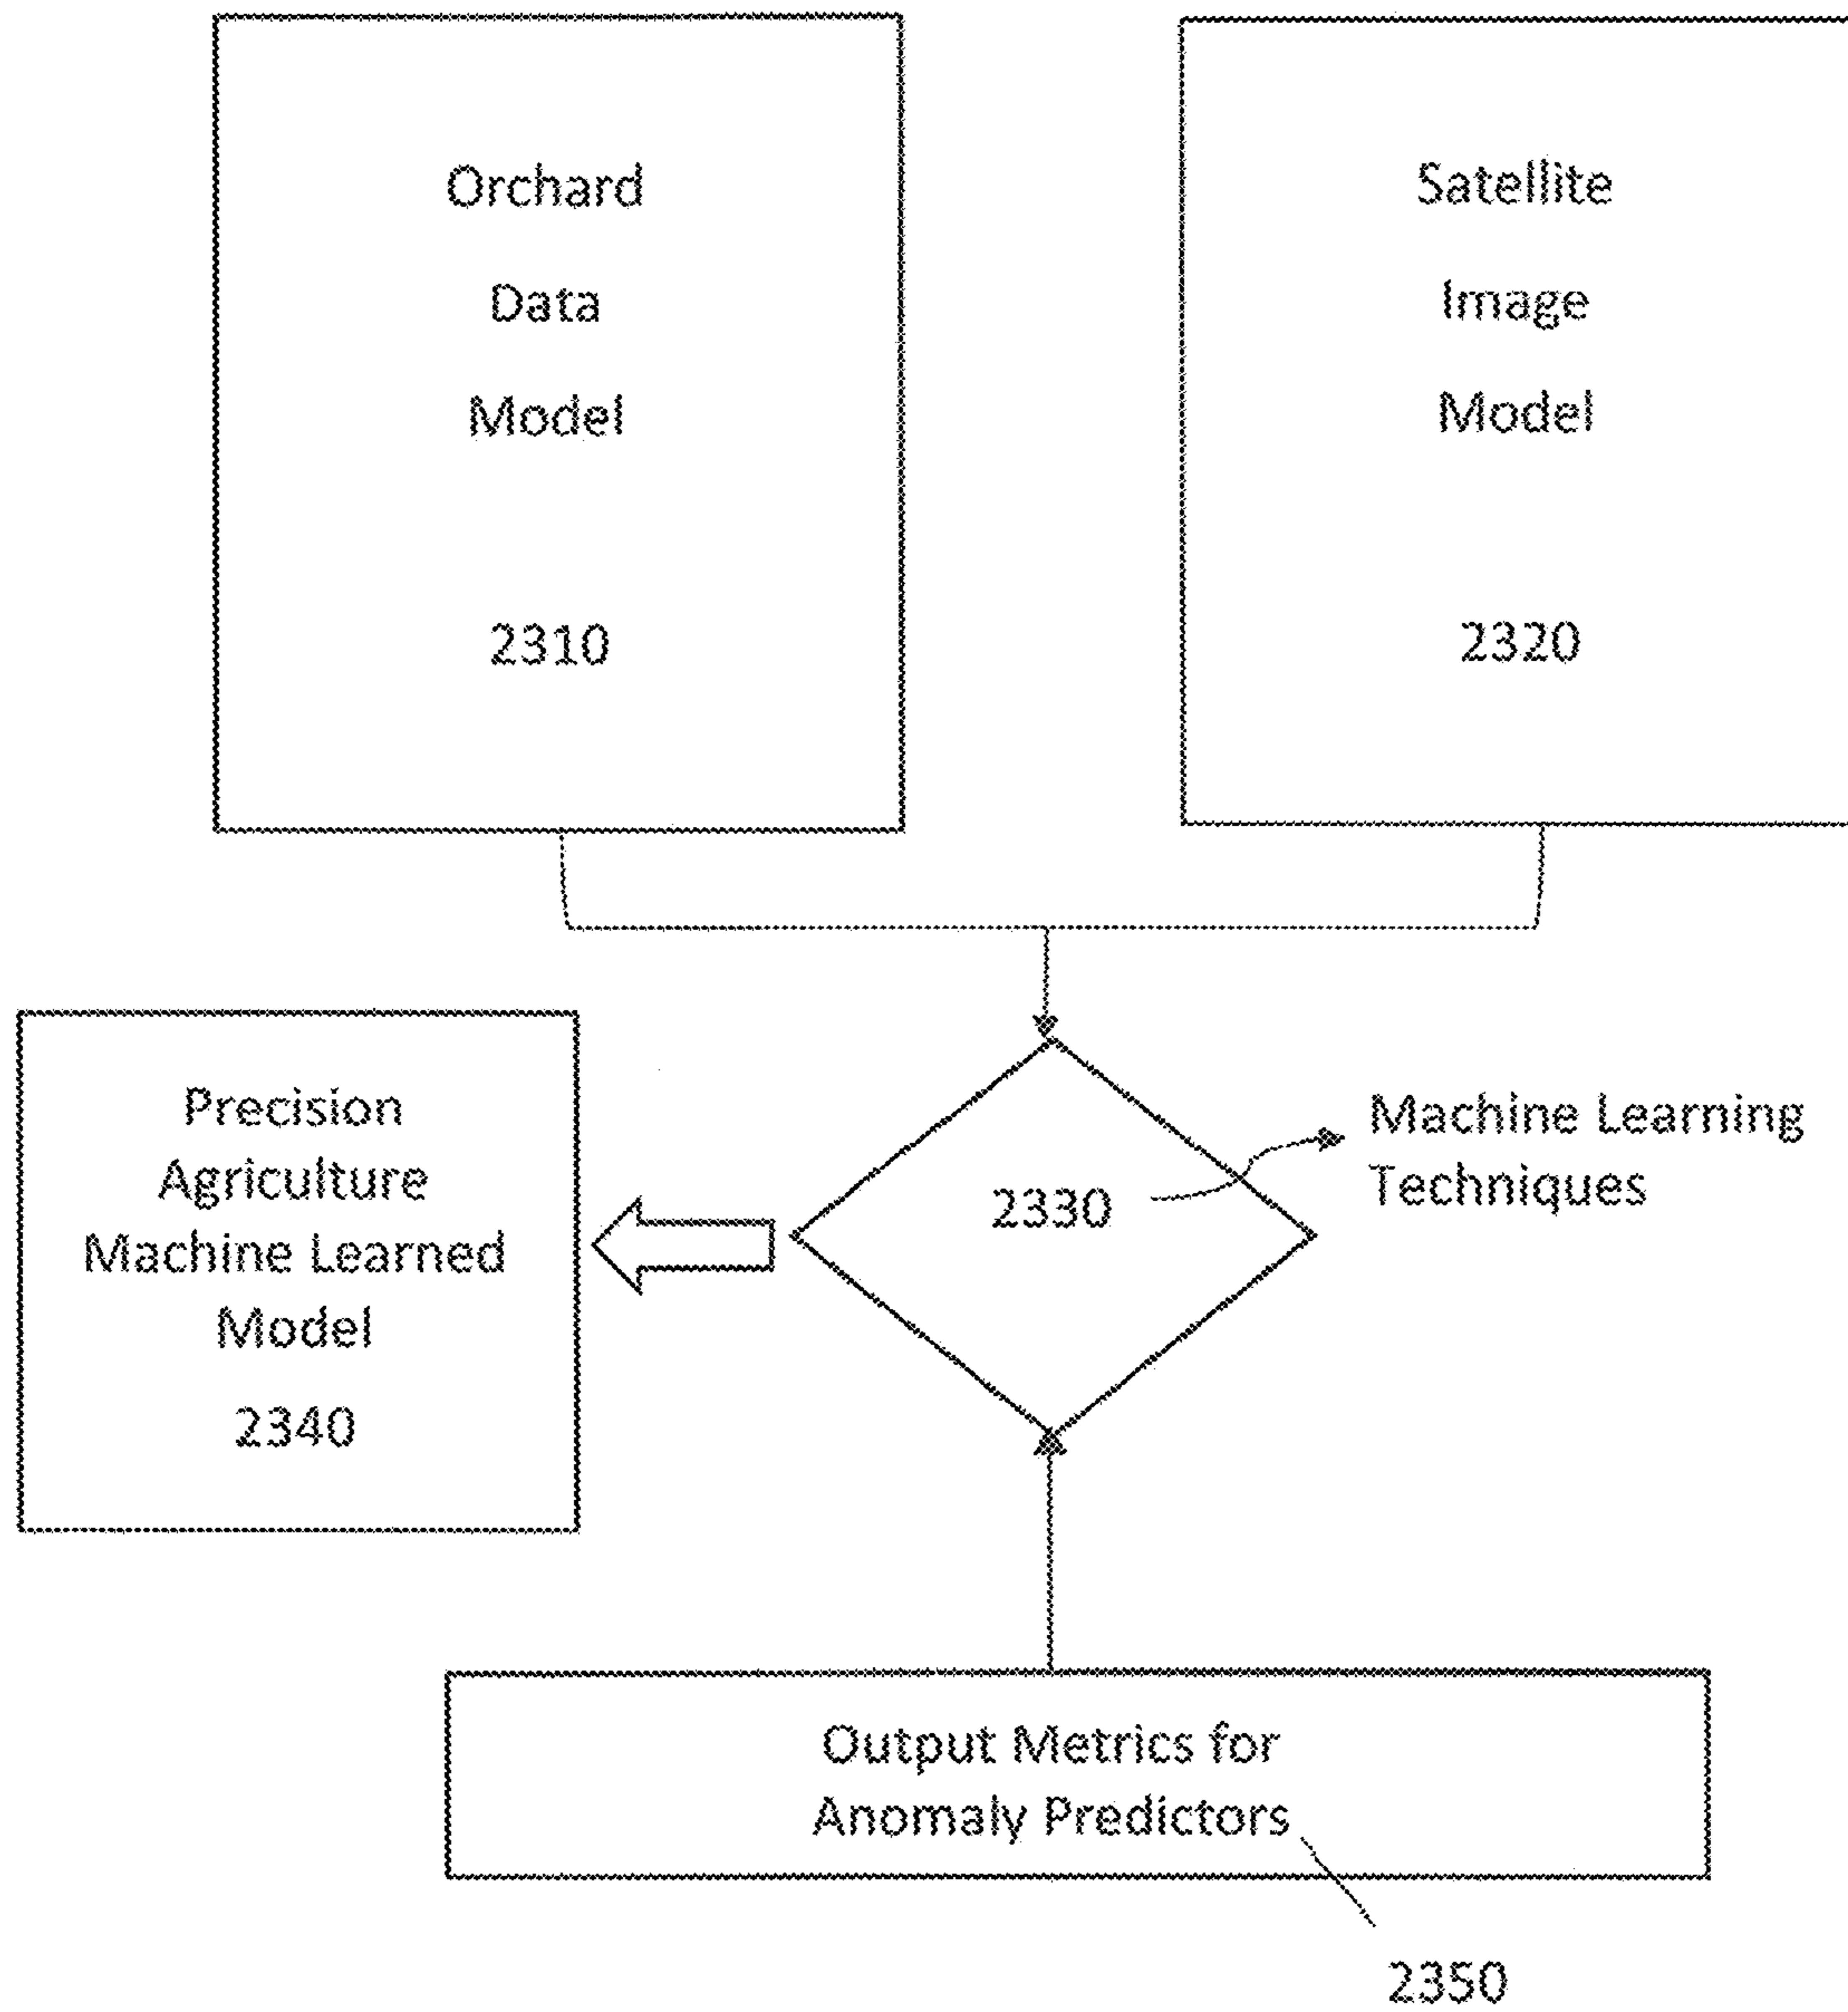 Orchard
Data
Model
2310
Satellite
Image
Model
2320
Precision
Agriculture
Machine Learned
Model
2340
2330
Machine Learning
Techniques
Output Metrics for
Anomaly Predictors
2350